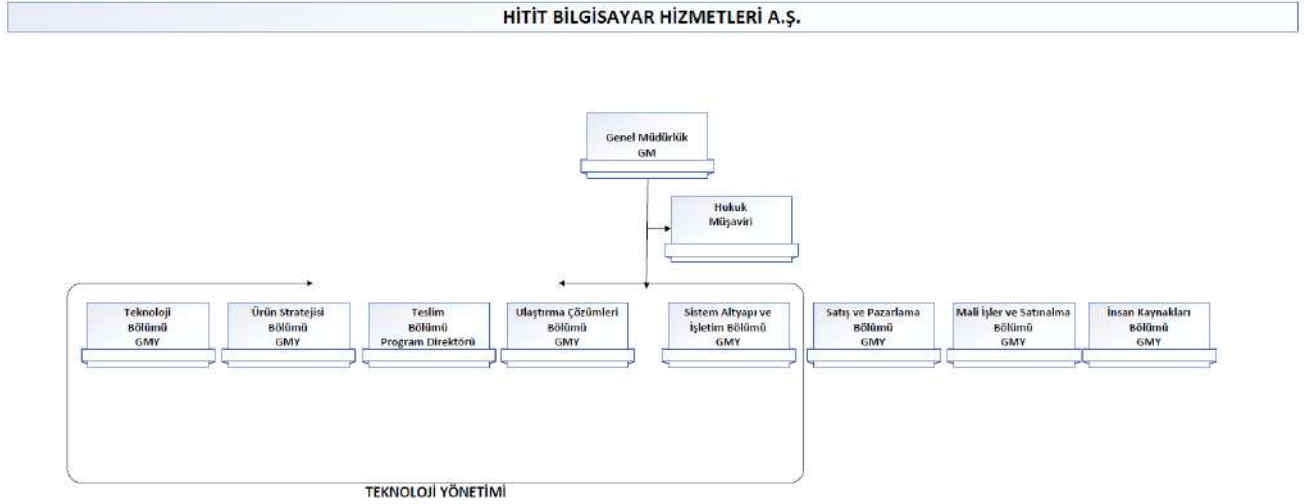 HİTİT BİLGİSAYAR HİZMETLERİ A.Ş.
Genel Müdürlük
GM
Hukuk
Müşaviri
Teknoloji
Bölümü
GMY
Ürün Stratejisi
Bölümü
GMY
Teslim
Bölümü
Program Direktörü
Ulaştırma Çözümleri
Bölümü
GMY
Sistem Altyapı ve
İşletim Bölümü
GMY
Satış ve Pazarlama
Bölümü
GMY
Mali İşler ve Satınalma
Bölümü
GMY
İnsan Kaynakları
Bölümü
GMY
TEKNOLOJİ YÖNETİMİ